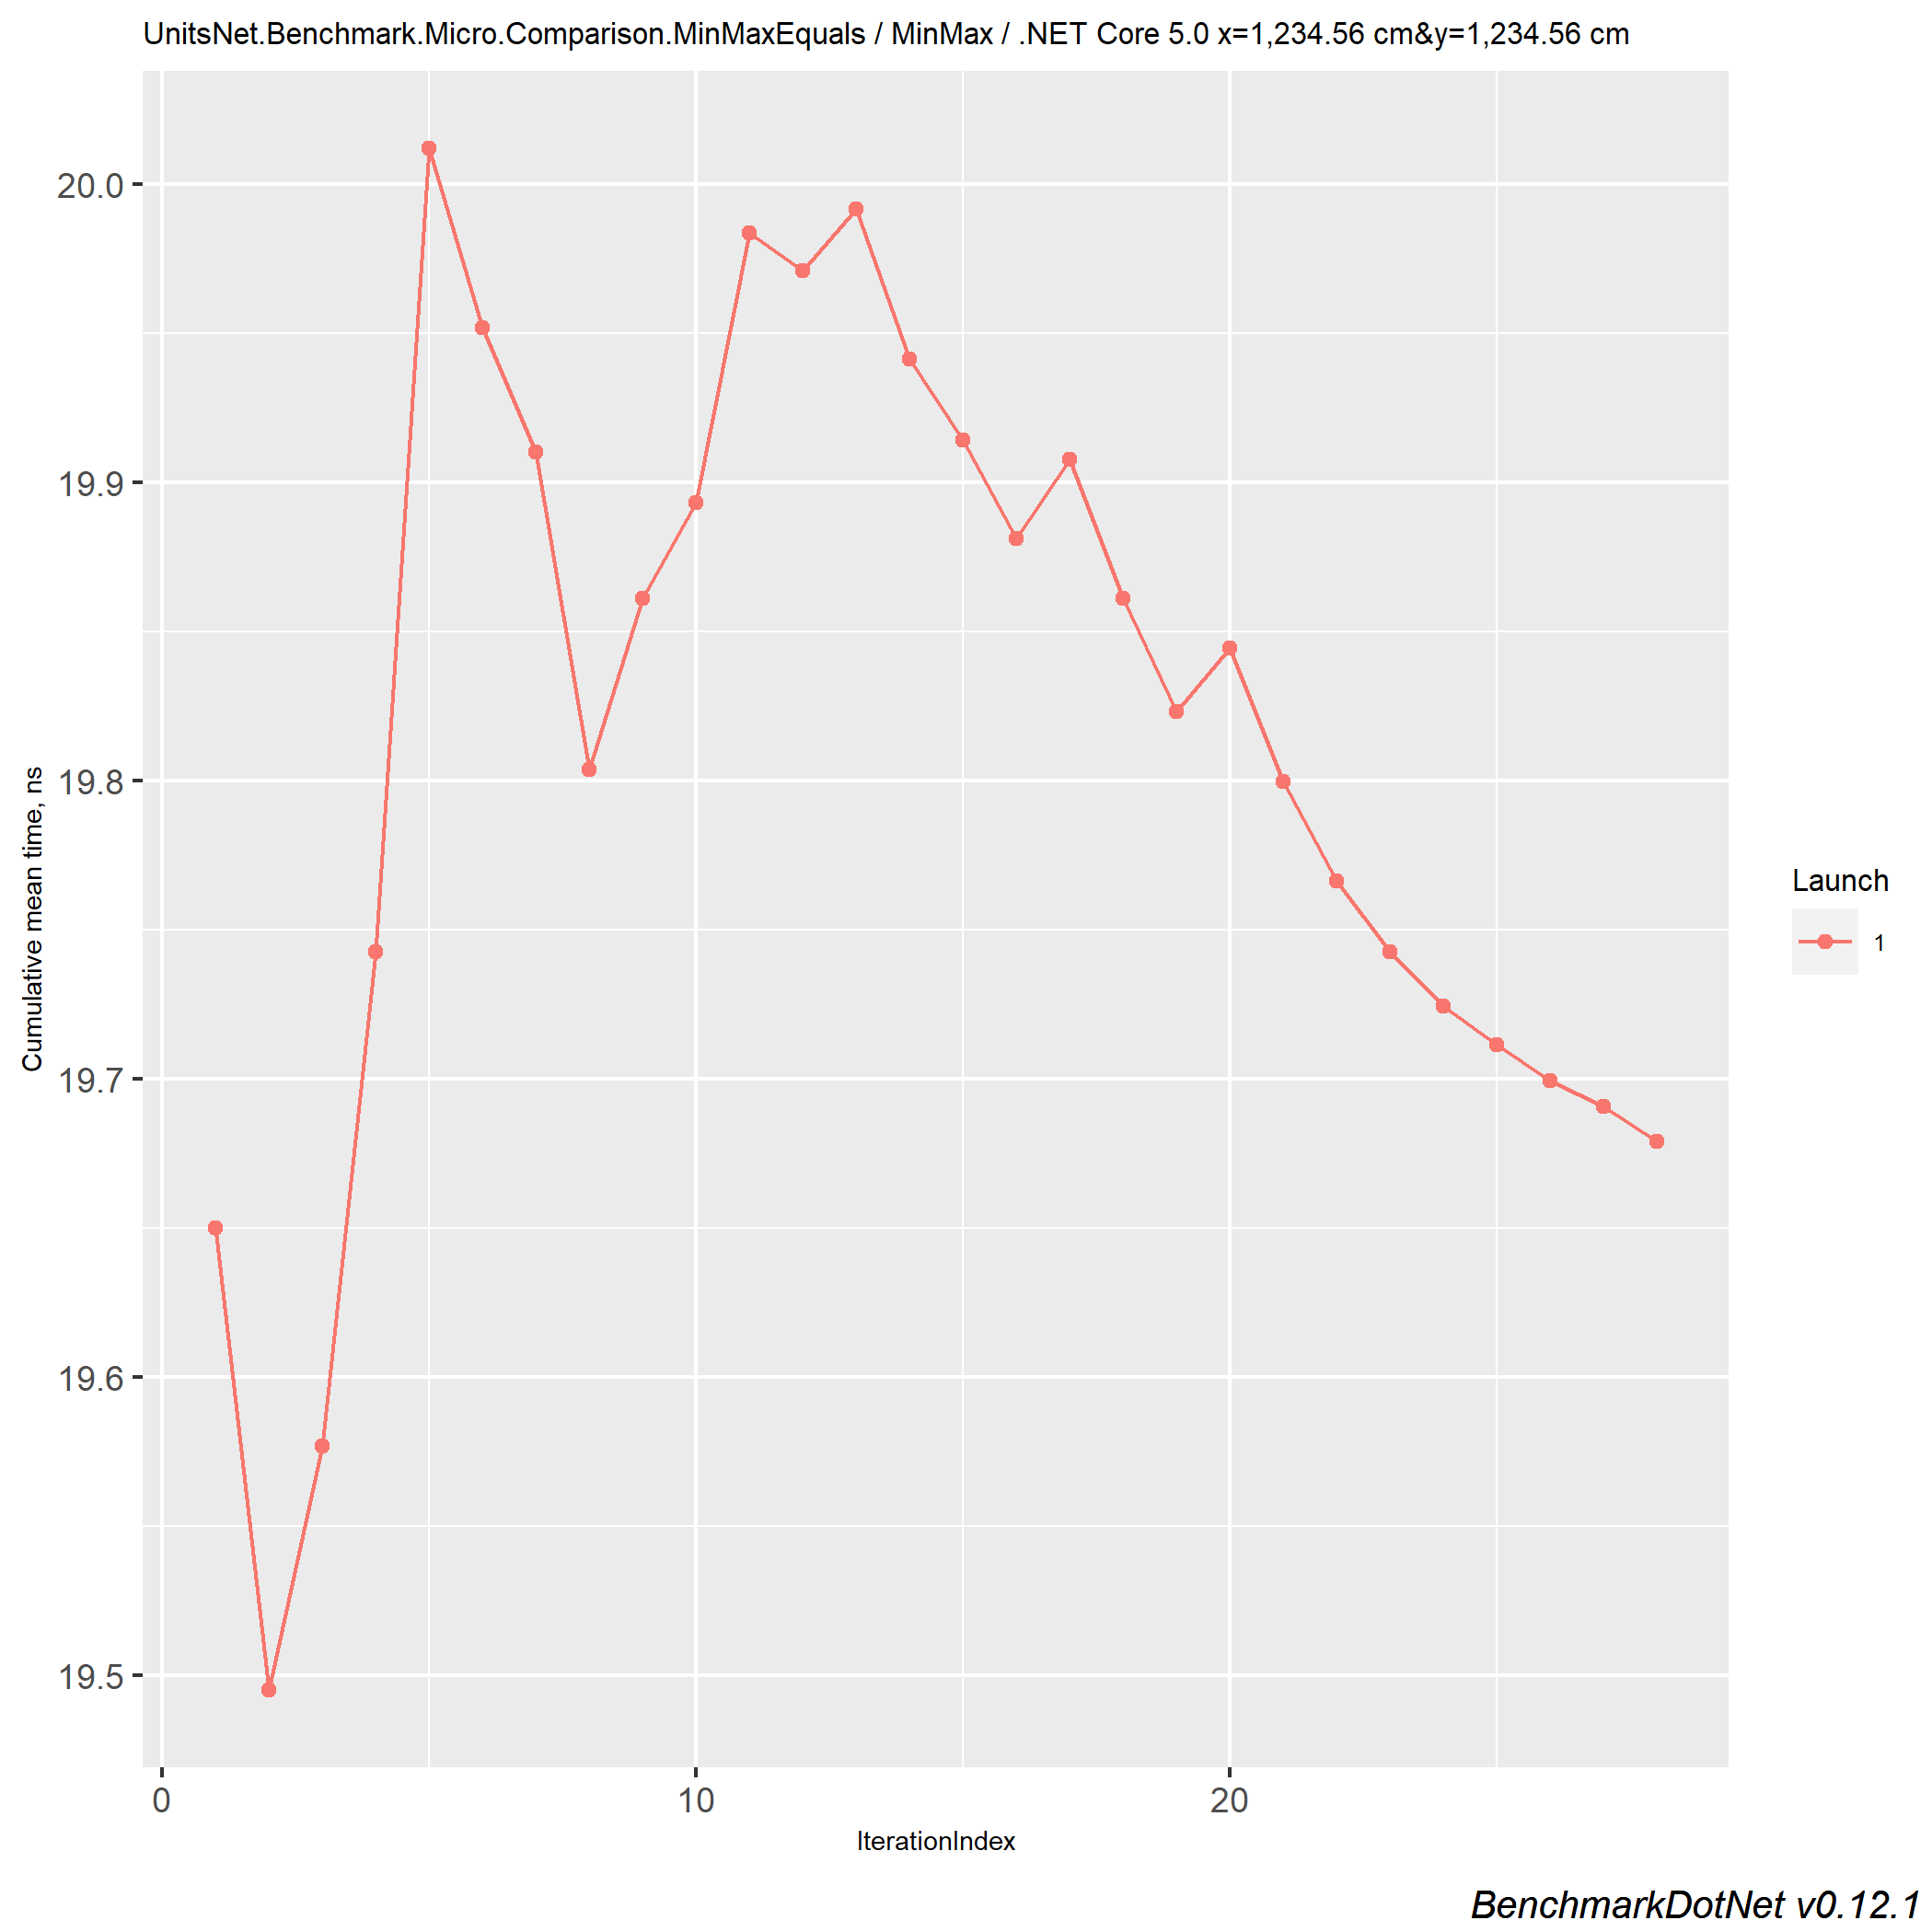 UnitsNet.Benchmark.Micro.Comparison.MinMaxEquals / MinMax / .NET Core 5.0 x=1,234.56 cm&y=1,234.56 cm
Cumulative mean time, ns
20.0
19.9
19.8
19.7
19.6
19.5
0 10 20
IterationIndex
Launch
1
BenchmarkDotNet v0.12.1